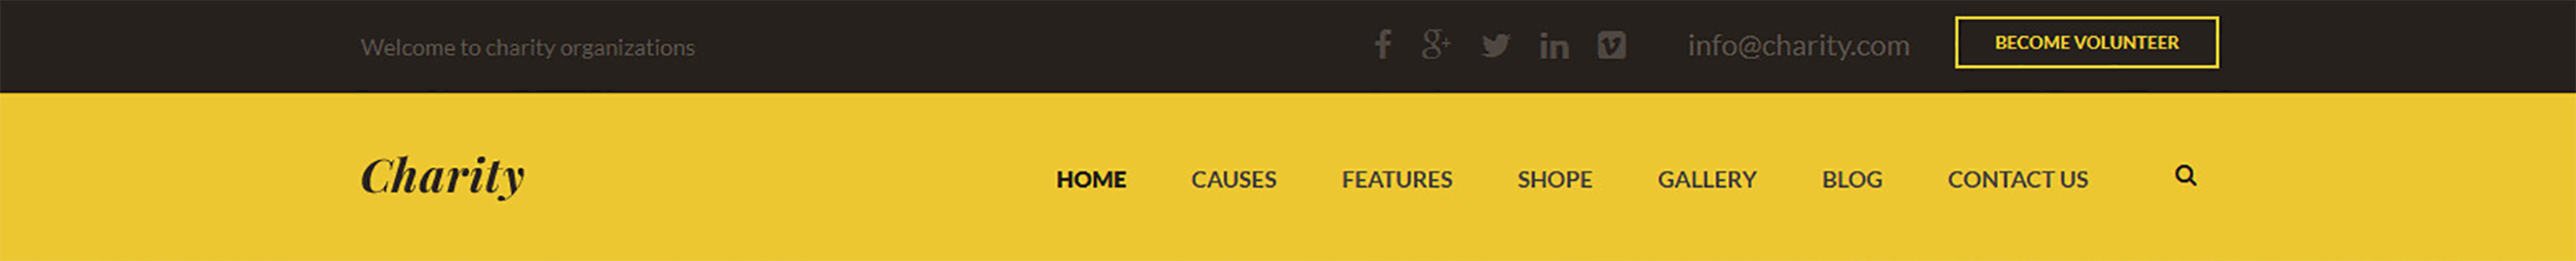 Welcome to charity organizations
info@charity.com
BECOME VOLUNTEER
Charity
HOME CAUSES FEATURES SHOPE GALLERY BLOG CONTACT US